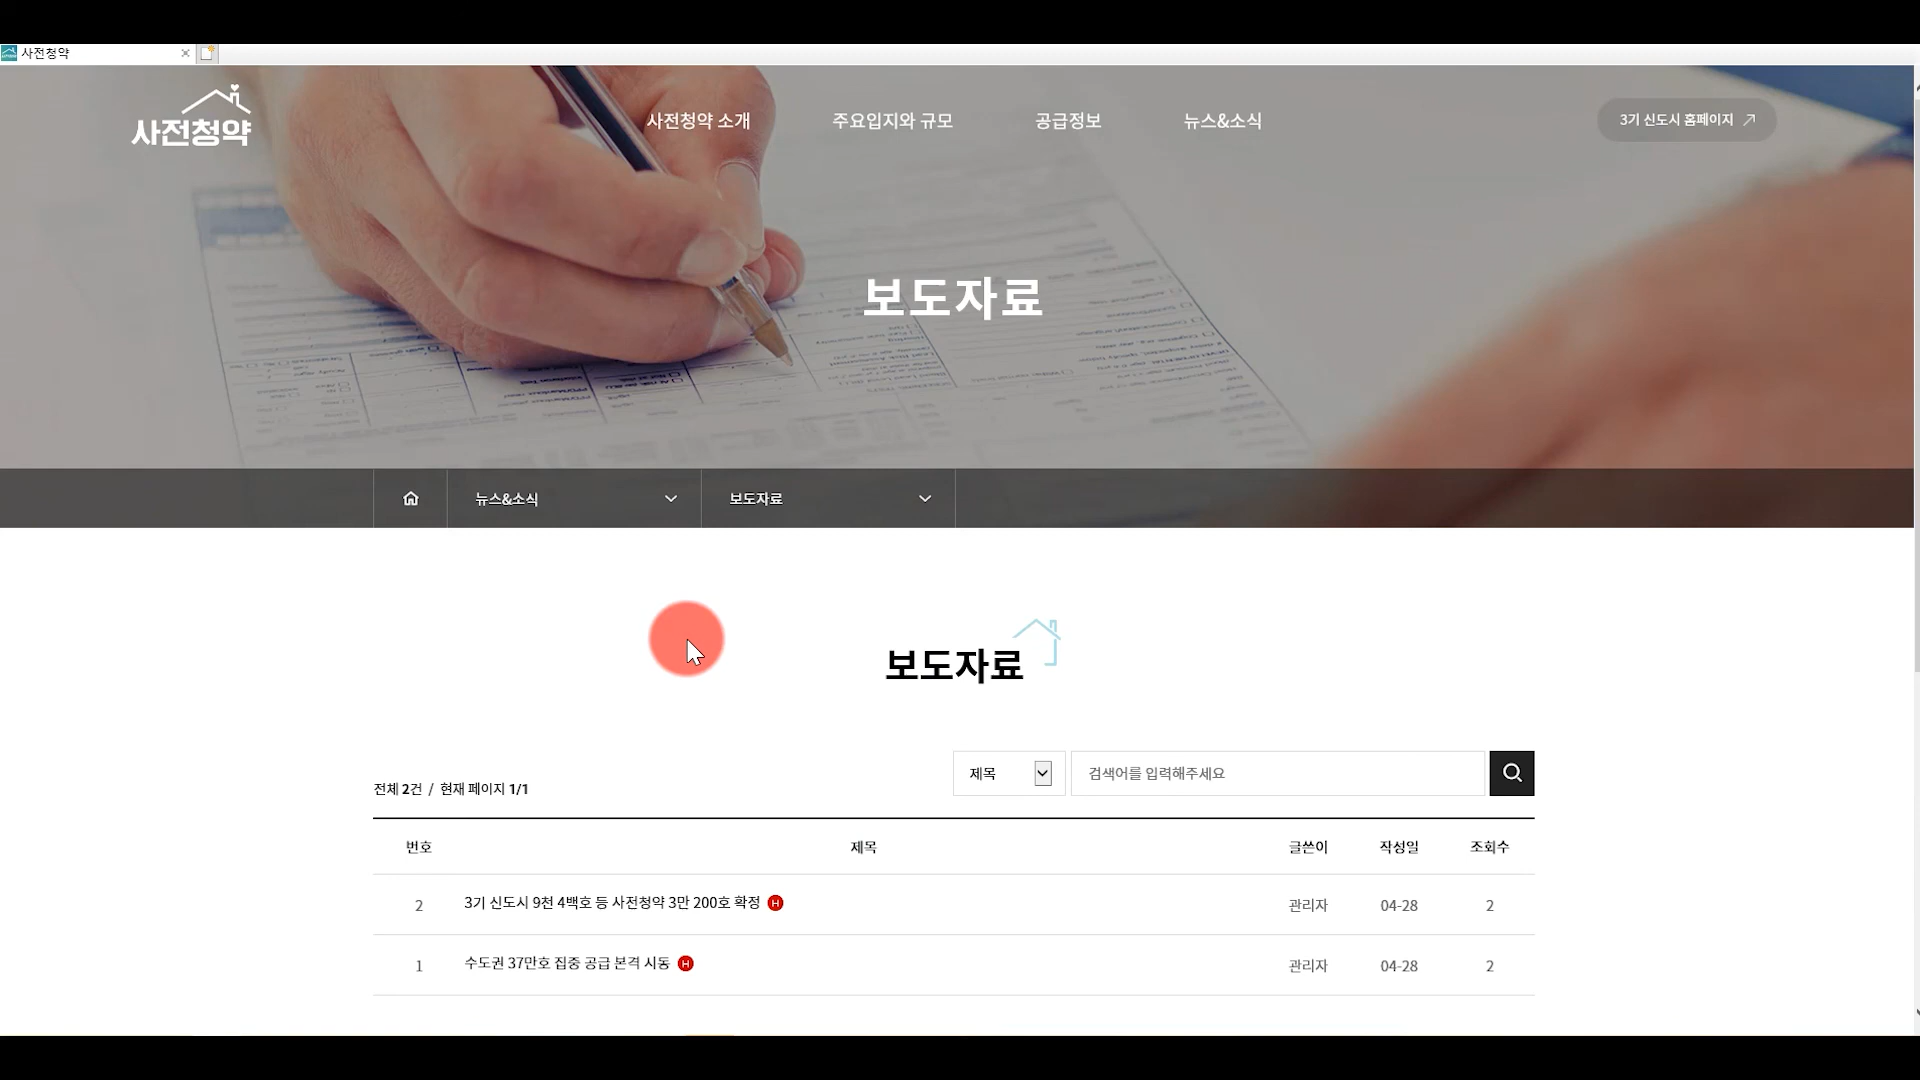 사전청약
사전청약
사전청약 소개
주요입지와 규모
공급정보
뉴스&소식
3기 신도시 홈페이지
보도자료
뉴스&소식
보도자료
보도자료
전체 2건 / 현재 페이지 1/1
제목
검색어를 입력해주세요
번호 제목 글쓴이 작성일 조회수
2 3기 신도시 9천 4백호 등 사전청약 3만 200호 확정 H 관리자 04-28 2
1 수도권 37만호 집중 공급 본격 시동 H 관리자 04-28 2